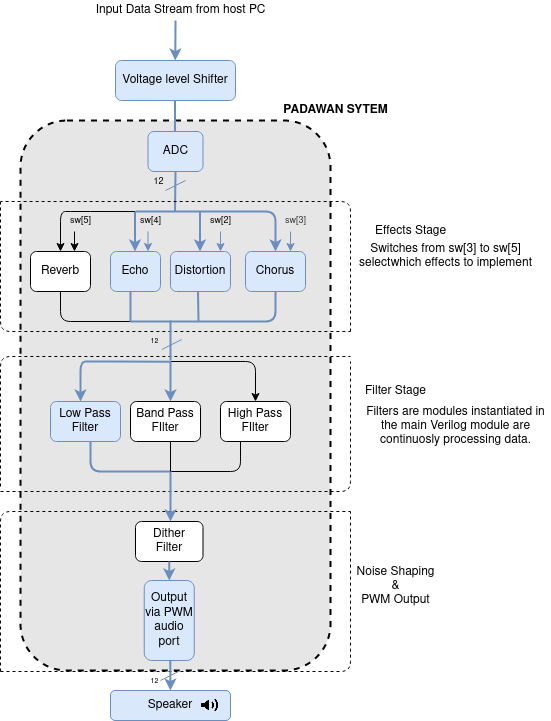 Input Data Stream from host PC
Voltage level Shifter
PADAWAN SYTEM
ADC
12
sw[5]
sw[4]
sw[2]
sw[3]
Reverb
Echo
Distortion
Chorus
Effects Stage
Switches from sw[3] to sw[5]
selectwhich effects to implement
12
Low Pass
Filter
Band Pass
FIlter
High Pass
FIlter
Filter Stage
Filters are modules instantiated in
the main Verilog module are
continuosly processing data.
Dither
Filter
Output
via PWM
audio
port
Noise Shaping
&
PWM Output
12
Speaker